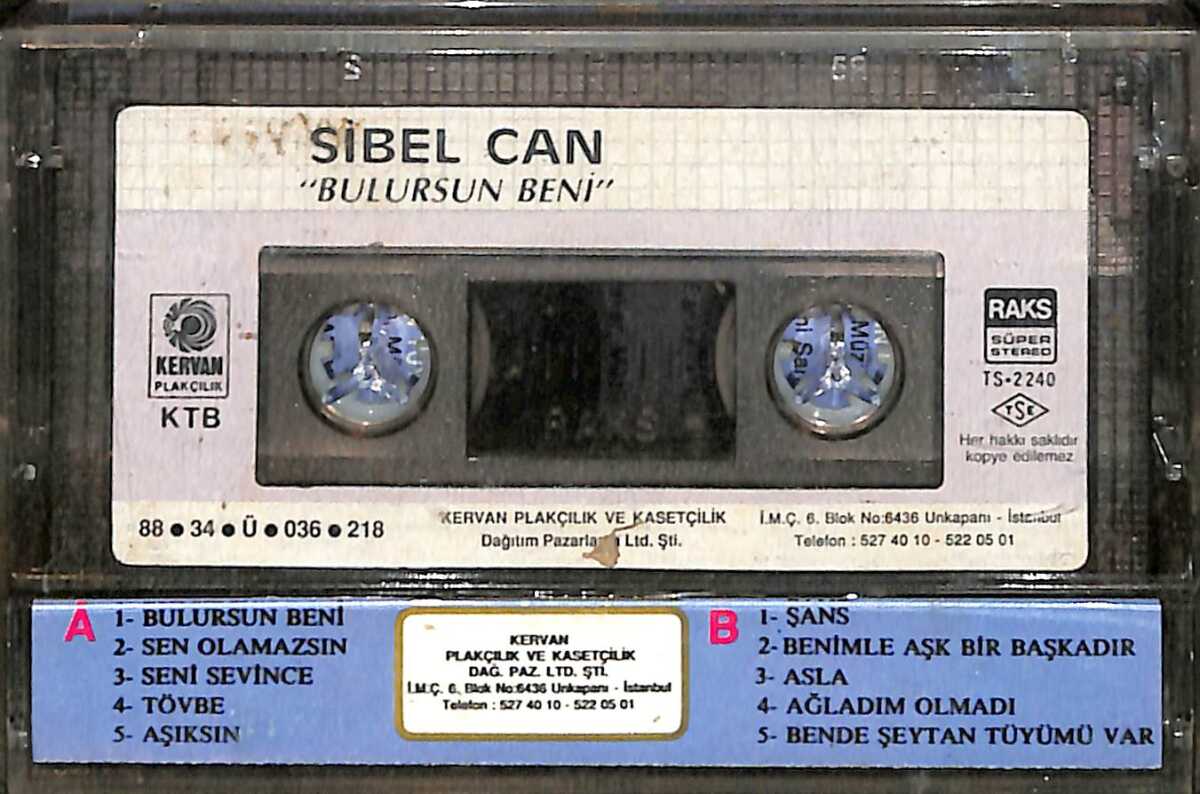 SİBEL CAN
"BULURSUN BENİ"
KERVAN
PLAKÇILIK
KTB
RAKS
SÜPER
STEREO
TS-2240
TSE
Her hakkı saklıdır
kopye edilemez
88 ● 34 ● Ü ● 036 ● 218
KERVAN PLAKÇILIK VE KASETÇİLİK
Dağıtım Ltd. Şti.
İ.M.Ç. 6. Blok No:6436 Unkapanı - İstanbul
Telefon : 527 40 10 - 522 05 01
A
1- BULURSUN BENİ
2- SEN OLAMAZSIN
3- SENİ SEVİNCE
4- TÖVBE
5- AŞIKSIN
KERVAN
PLAKÇILIK VE KASETÇİLİK
DAĞ. PAZ. LTD. ŞTİ.
İ.M.Ç. 6. Blok No:6436 Unkapanı - İstanbul
Telefon : 527 40 10 - 522 05 01
B
1- ŞANS
2- BENİMLE AŞK BİR BAŞKADIR
3- ASLA
4- AĞLADIM OLMADI
5- BENDE ŞEYTAN TÜYÜMÜ VAR